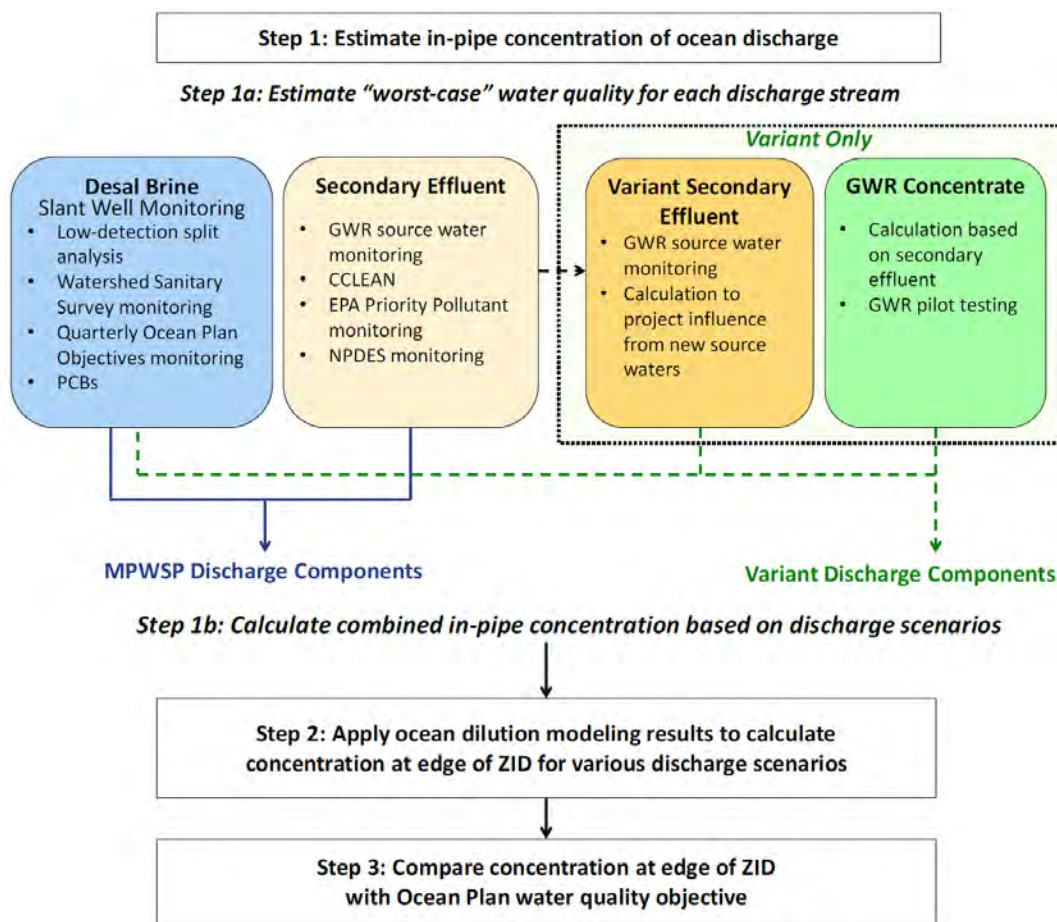 Step 1: Estimate in-pipe concentration of ocean discharge
Step 1a: Estimate “worst-case” water quality for each discharge stream
Desal Brine
Slant Well Monitoring
• Low-detection split
analysis
• Watershed Sanitary
Survey monitoring
• Quarterly Ocean Plan
Objectives monitoring
• PCBs
Secondary Effluent
• GWR source water
monitoring
• CCLEAN
• EPA Priority Pollutant
monitoring
• NPDES monitoring
Variant Only
Variant Secondary
Effluent
• GWR source water
monitoring
• Calculation to
project influence
from new source
waters
GWR Concentrate
• Calculation based
on secondary
effluent
• GWR pilot testing
MPWSP Discharge Components
Variant Discharge Components
Step 1b: Calculate combined in-pipe concentration based on discharge scenarios
Step 2: Apply ocean dilution modeling results to calculate
concentration at edge of ZID for various discharge scenarios
Step 3: Compare concentration at edge of ZID
with Ocean Plan water quality objective